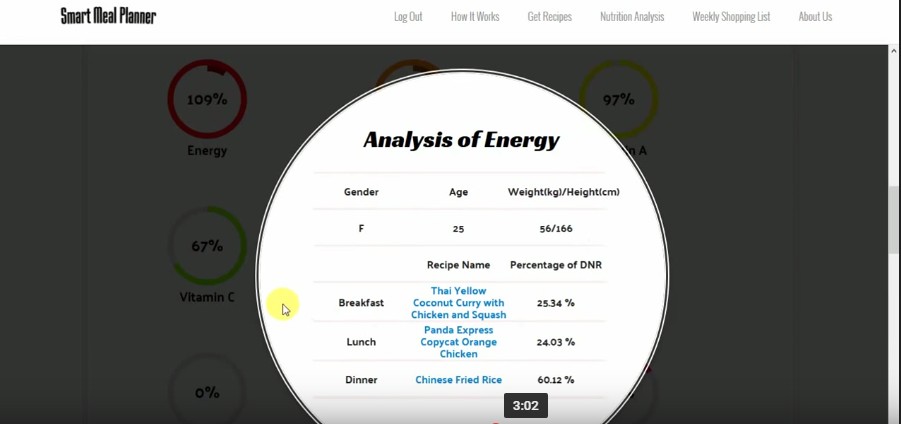 Smart Meal Planner
Log Out How It Works Get Recipes Nutrition Analysis Weekly Shopping List About Us
109%
97%
Energy
n A
Analysis of Energy
Gender Age Weight(kg)/Height(cm)
F 25 56/166
67%
Vitamin C
Recipe Name Percentage of DNR
Breakfast Thai Yellow Coconut Curry with Chicken and Squash 25.34 %
Lunch Panda Express Copycat Orange Chicken 24.03 %
Dinner Chinese Fried Rice 60.12 %
0%
3:02